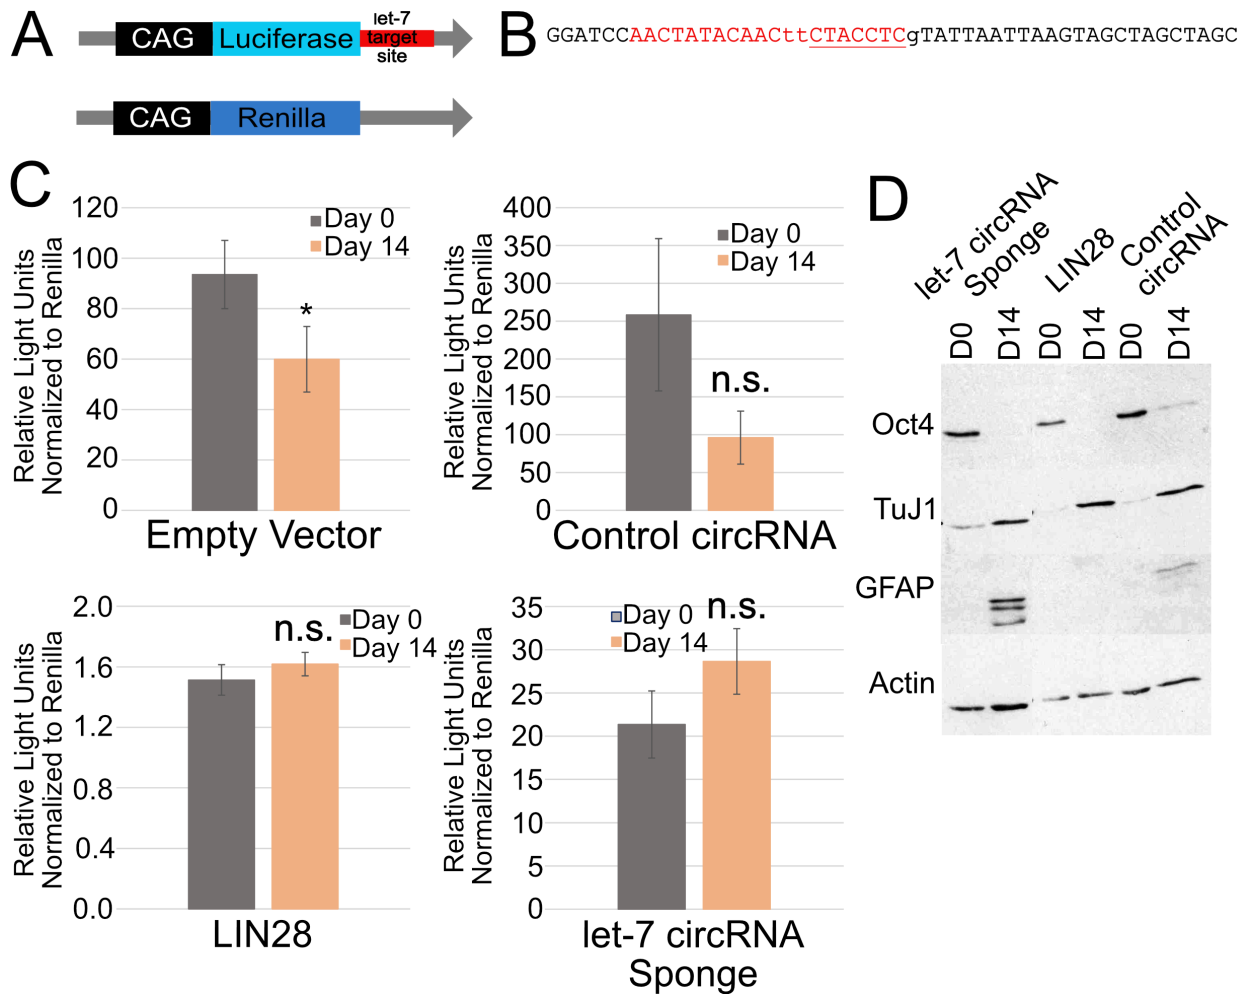 A
CAG
Luciferase
let-7
target
site
CAG
Renilla
B
GGATCCAACTATACAACttCTACCTCgTATTAATTAAGTAGCTAGCTAGC
C
Relative Light Units
Normalized to Renilla
120
100
80
60
40
20
0
Day 0
Day 14
*
Empty Vector
Relative Light Units
Normalized to Renilla
400
350
300
250
200
150
100
50
0
Day 0
Day 14
n.s.
Control circRNA
Relative Light Units
Normalized to Renilla
2.0
1.6
1.2
0.8
0.4
0.0
Day 0
Day 14
n.s.
LIN28
Relative Light Units
Normalized to Renilla
35
30
25
20
15
10
5
0
Day 0
Day 14
n.s.
let-7 circRNA
Sponge
D
let-7 circRNA
Sponge
LIN28
Control
circRNA
D0
D14
D0
D14
D0
D14
Oct4
TuJ1
GFAP
Actin